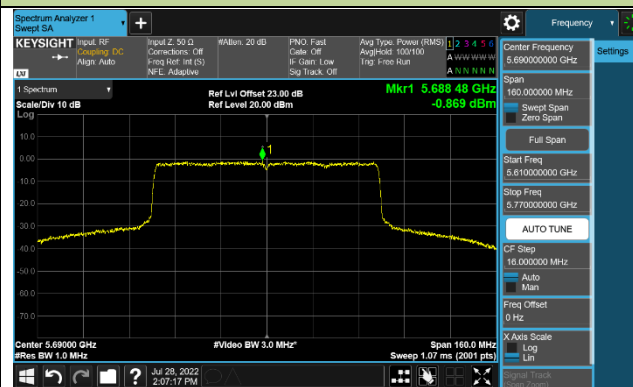 Spectrum Analyzer 1
Swept SA
Frequency
KEYSIGHT
Input: RF
Coupling: DC
Align: Auto
Input Z: 50 Ω
Corrections: Off
Freq Ref: Int (S)
NFE: Adaptive
#Atten: 20 dB
PNO: Fast
Gate: Off
IF Gain: Low
Sig Track: Off
Avg Type: Power (RMS)
Avg|Hold: 100/100
Trig: Free Run
1 2 3 4 5 6
A W W W W W
A N N N N N
LXI
1 Spectrum
Scale/Div 10 dB
Log
Ref Lvl Offset 23.00 dB
Ref Level 20.00 dBm
Mkr1 5.688 48 GHz
-0.869 dBm
10.0
0.00
-10.0
-20.0
-30.0
-40.0
-50.0
-60.0
-70.0
1
Center 5.69000 GHz
#Res BW 1.0 MHz
#Video BW 3.0 MHz*
Span 160.0 MHz
Sweep 1.07 ms (2001 pts)
Jul 28, 2022
2:07:17 PM
Center Frequency
5.690000000 GHz
Settings
Span
160.000000 MHz
Swept Span
Zero Span
Full Span
Start Freq
5.610000000 GHz
Stop Freq
5.770000000 GHz
AUTO TUNE
CF Step
16.000000 MHz
Auto
Man
Freq Offset
0 Hz
X Axis Scale
Log
Lin
Signal Track
(Span Zoom)